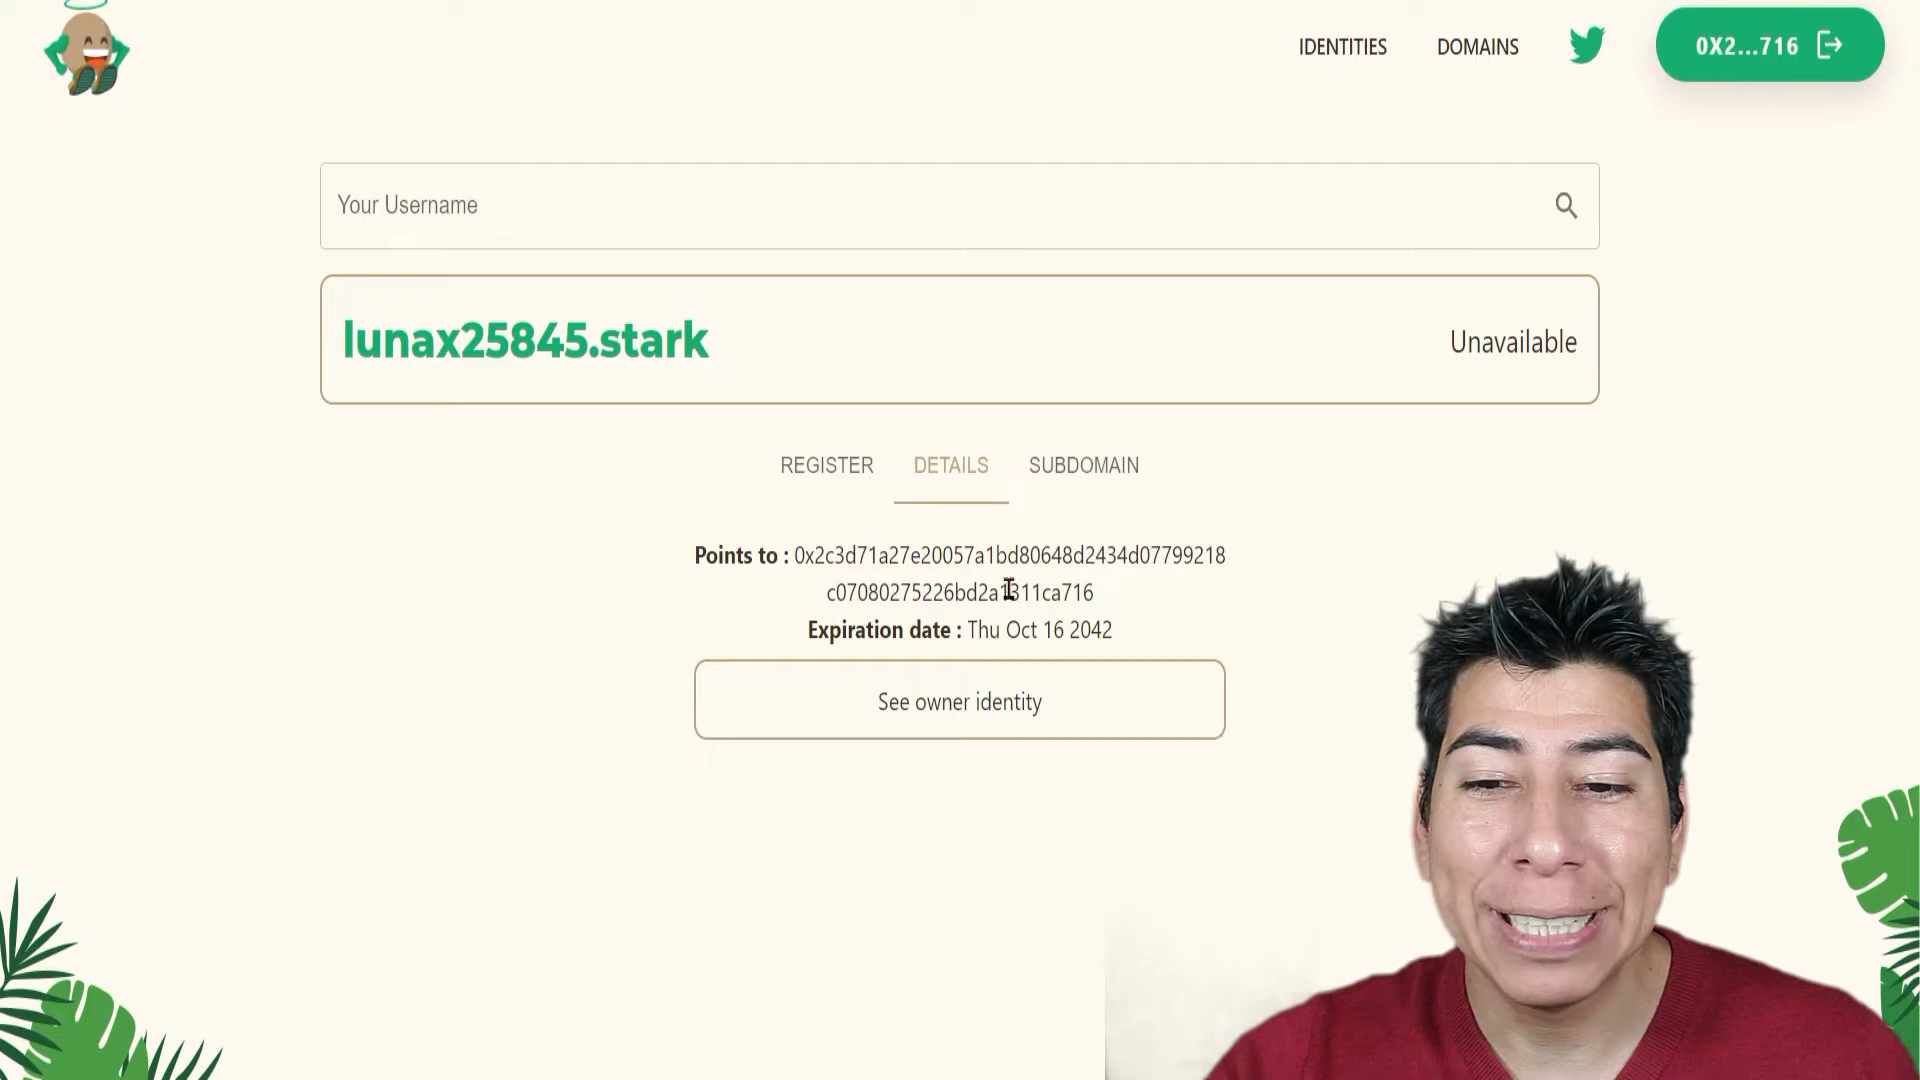 IDENTITIES DOMAINS 0X2...716
Your Username
lunax25845.stark Unavailable
REGISTER DETAILS SUBDOMAIN
Points to : 0x2c3d71a27e20057a1bd80648d2434d07799218
c07080275226bd2a1311ca716
Expiration date : Thu Oct 16 2042
See owner identity